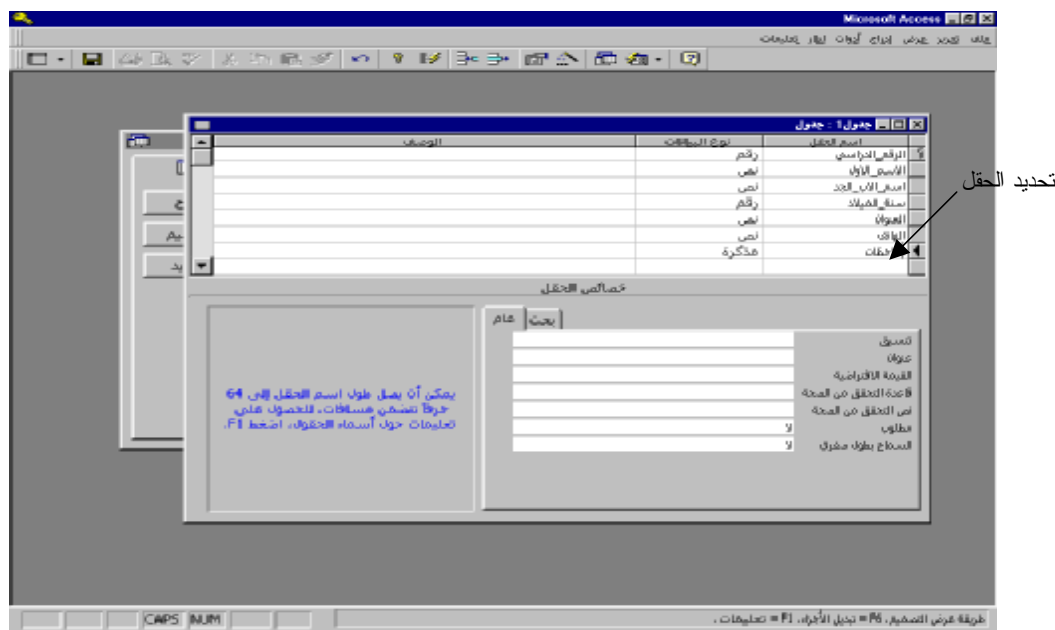 Microsoft Access
ملف تحرير عرض إدراج أدوات إطار تعليمات
جدول1 : جدول
اسم الحقل نوع البيانات الوصف
الرقم_الدراسي رقم
الاسم_الاول نص
اسم_الاب_الجد نص
سنة_الميلاد رقم
العنوان نص
الهاتف نص
ملاحظات مذكرة
تحديد الحقل
خصائص الحقل
عام بحث
تنسيق
عنوان
القيمة الافتراضية
قاعدة التحقق من الصحة
نص التحقق من الصحة
مطلوب لا
السماح بطول صفري لا
يمكن أن يصل طول اسم الحقل إلى 64
حرفاً تتضمن مسافات. للحصول على
تعليمات حول أسماء الحقول، اضغط F1.
طريقة عرض التصميم. F6 = تبديل الأجزاء. F1 = تعليمات .
NUM CAPS